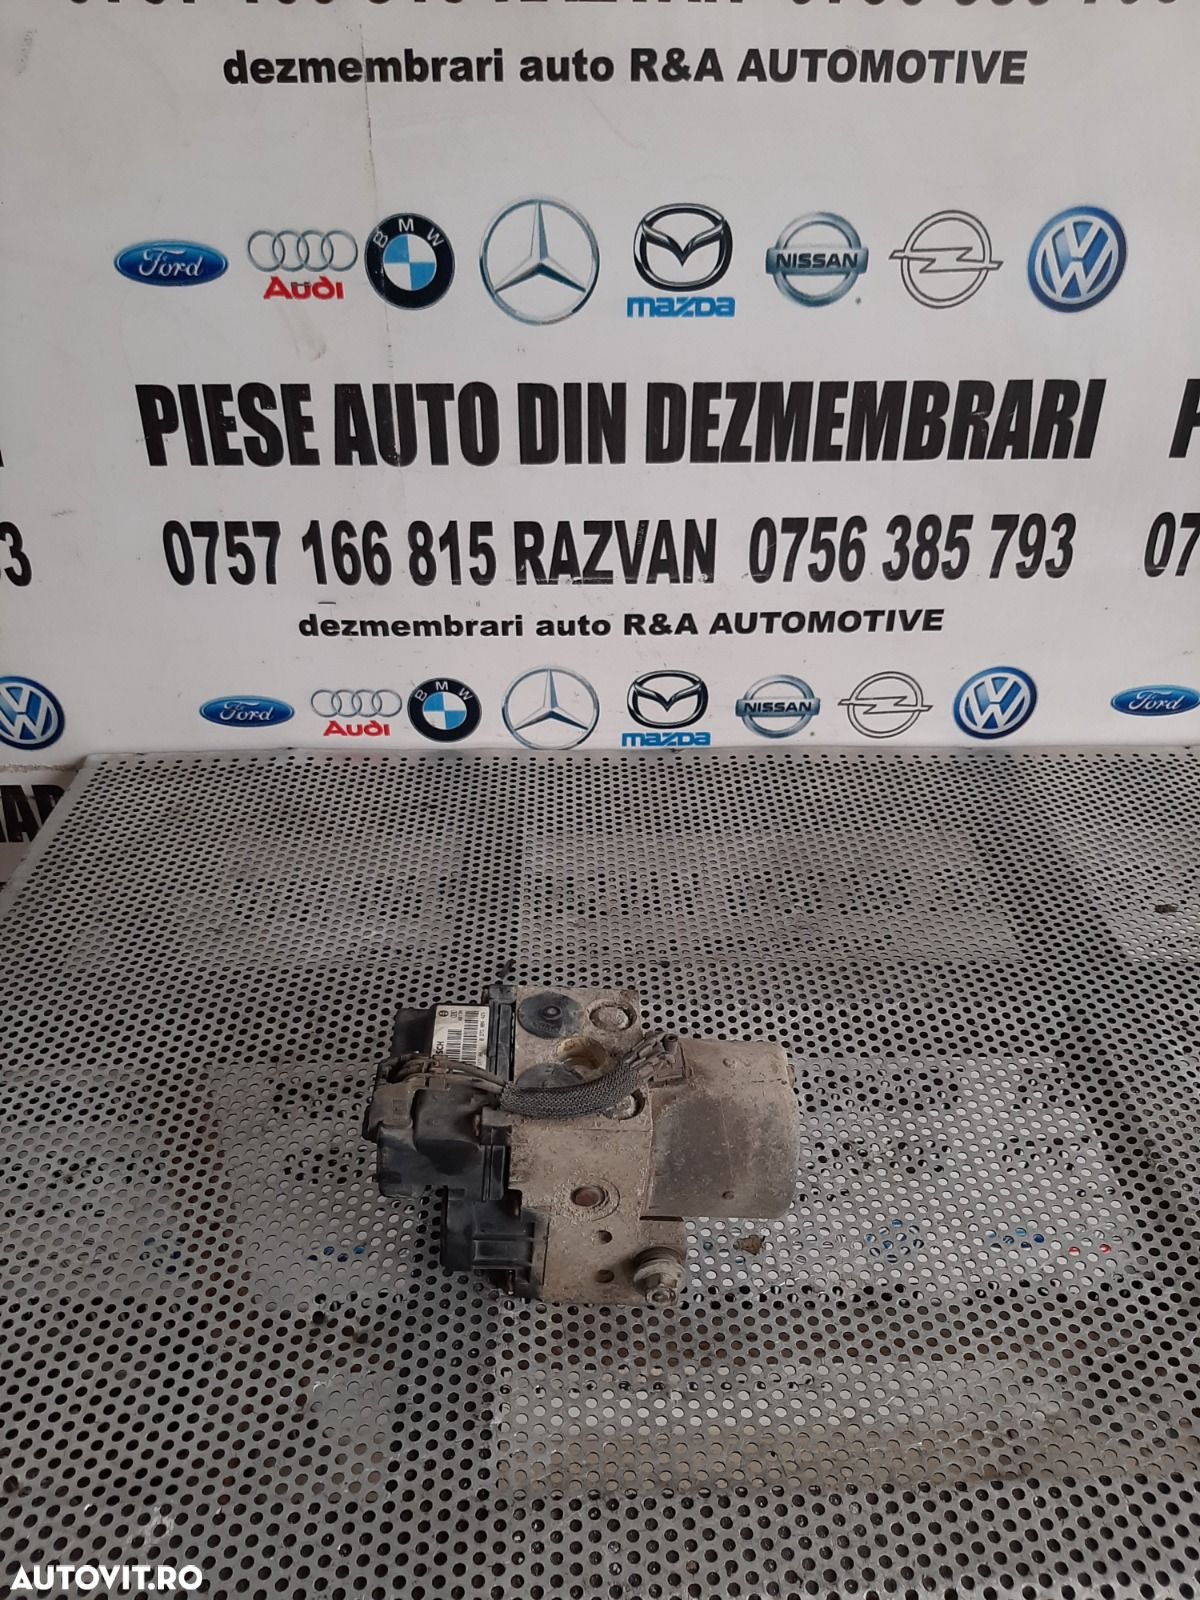 dezmembrari auto R&A AUTOMOTIVE
Ford Audi BMW mazda NISSAN
PIESE AUTO DIN DEZMEMBRARI
0757 166 815 RAZVAN 0756 385 793 07
dezmembrari auto R&A AUTOMOTIVE
Ford Audi BMW mazda NISSAN Ford
AUTOVIT.RO